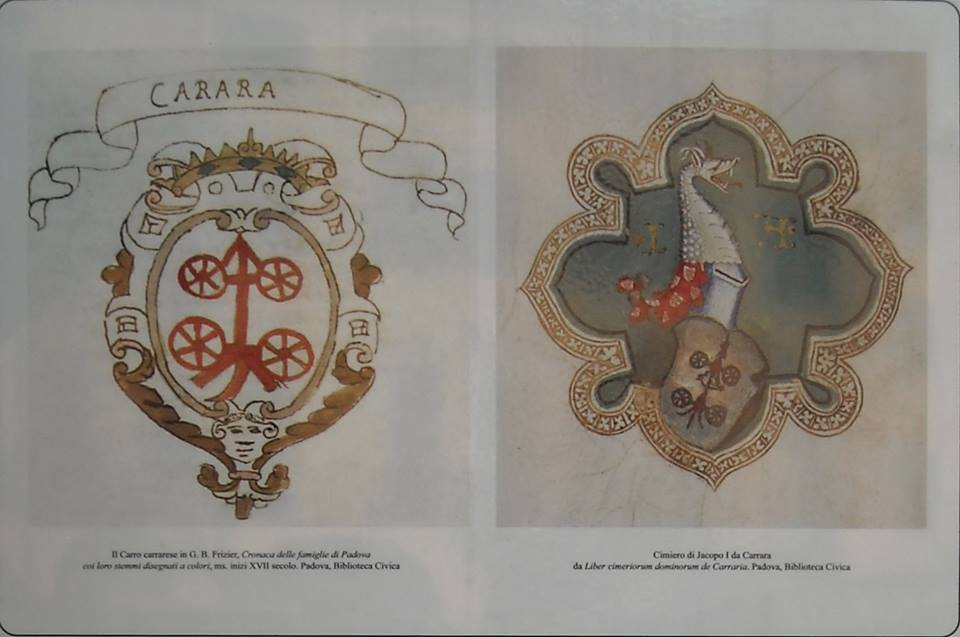 CARARA
I
Il Carro carrarese in G. B. Frizier, Cronaca delle famiglie di Padova
coi loro stemmi disegnati a colori, ms. inizi XVII secolo. Padova, Biblioteca Civica
Cimiero di Jacopo I da Carrara
da Liber cimeriorum dominorum de Carraria. Padova, Biblioteca Civica